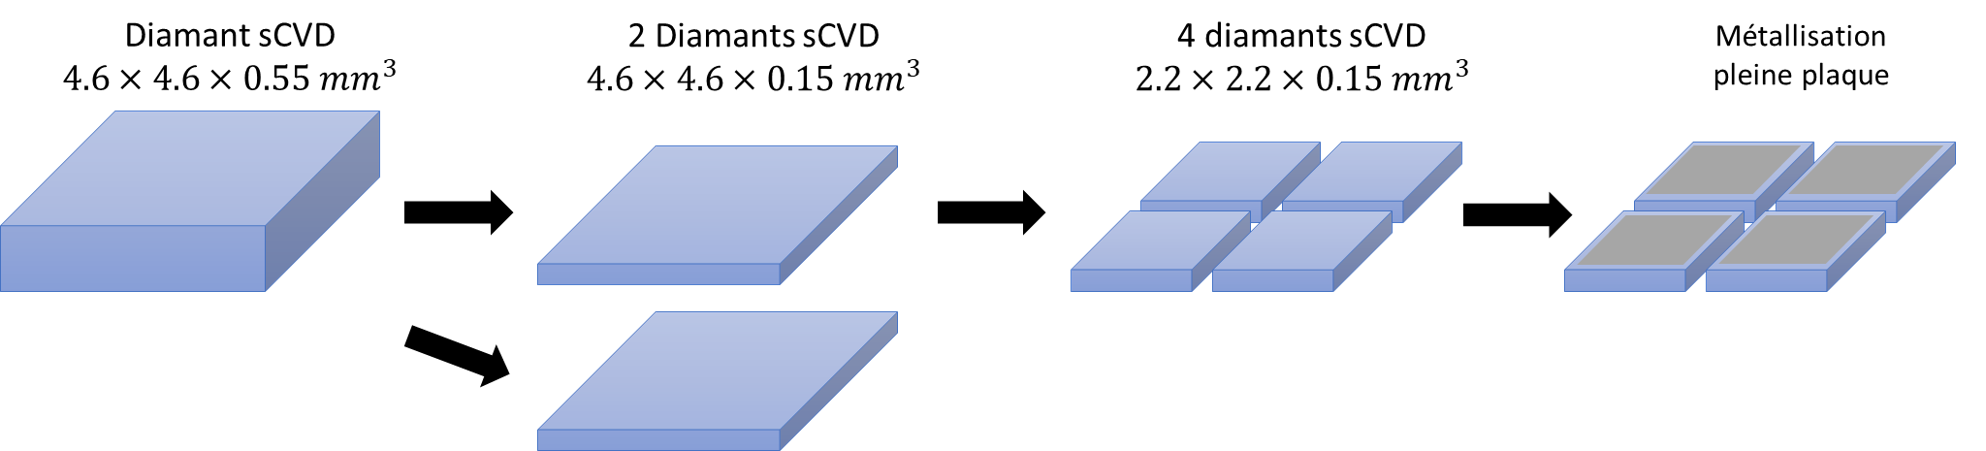 Diamant sCVD
4.6 × 4.6 × 0.55 mm³
2 Diamants sCVD
4.6 × 4.6 × 0.15 mm³
4 diamants sCVD
2.2 × 2.2 × 0.15 mm³
Métallisation
pleine plaque